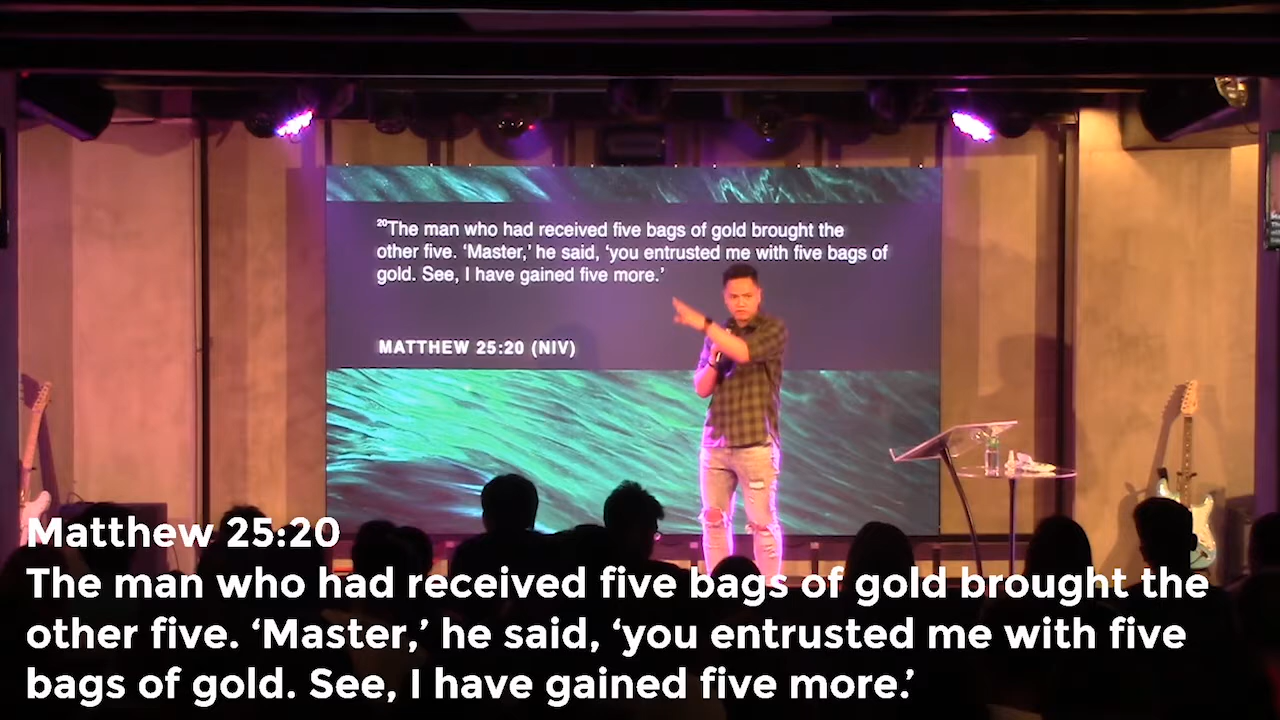 ²⁰The man who had received five bags of gold brought the
other five. ‘Master,’ he said, ‘you entrusted me with five bags of
gold. See, I have gained five more.’
MATTHEW 25:20 (NIV)
Matthew 25:20
The man who had received five bags of gold brought the
other five. ‘Master,’ he said, ‘you entrusted me with five
bags of gold. See, I have gained five more.’